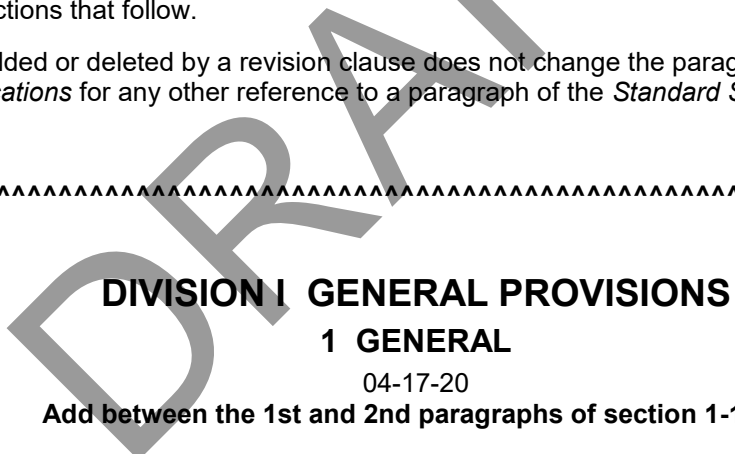 ctions that follow.
dded or deleted by a revision clause does not change the parag
cations for any other reference to a paragraph of the Standard S
^^^^^^^^^^^^^^^^^^^^^^^^^^^^^^^^^^^^^^^^^^^^^^^^^
DIVISION I GENERAL PROVISIONS
1 GENERAL
04-17-20
Add between the 1st and 2nd paragraphs of section 1-1
DRA